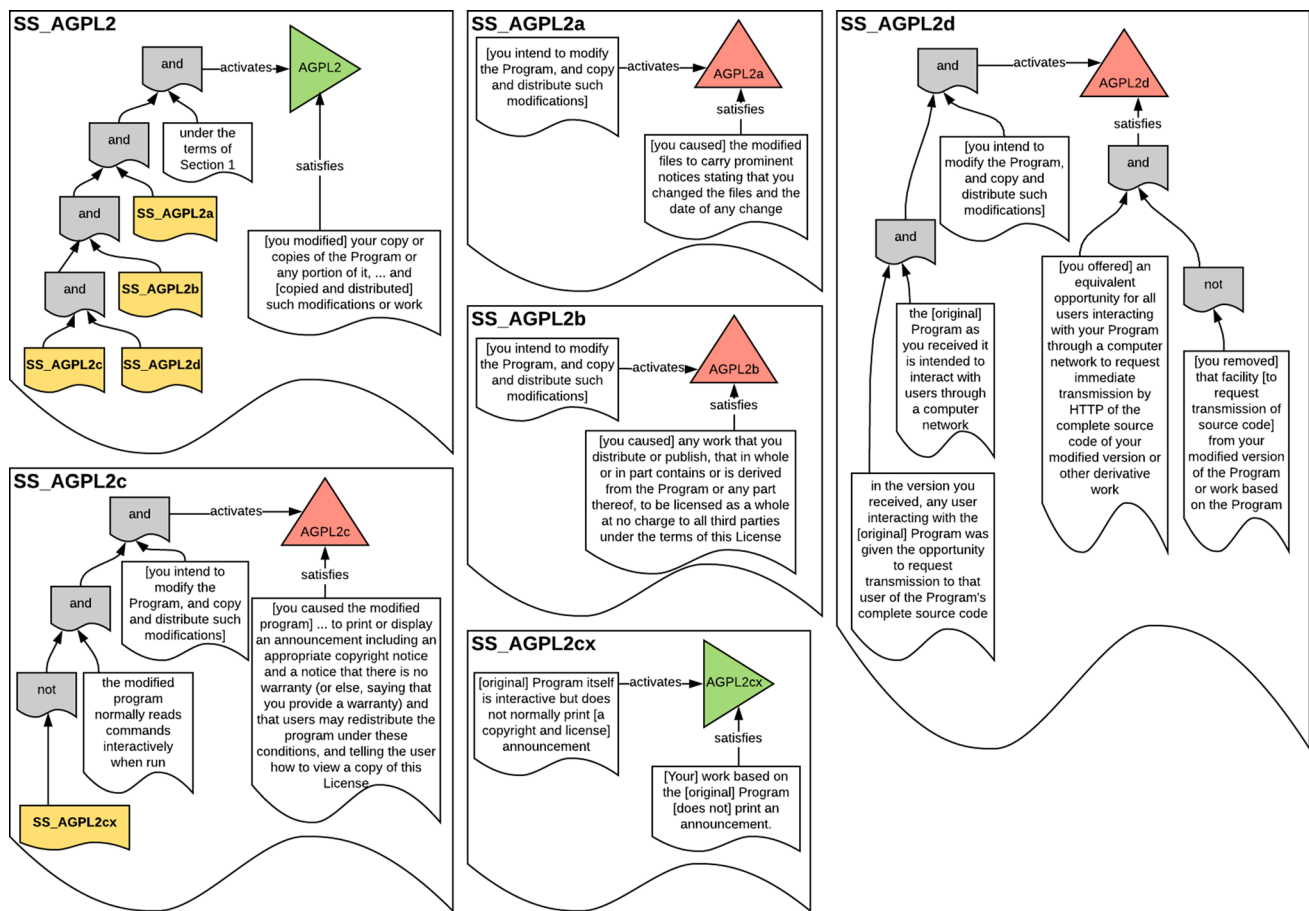 SS_AGPL2
and
activates
AGPL2
and
under the
terms of
Section 1
satisfies
and
SS_AGPL2a
and
SS_AGPL2b
[you modified] your copy or
copies of the Program or
any portion of it, ... and
[copied and distributed]
such modifications or work
SS_AGPL2c
SS_AGPL2d
SS_AGPL2a
[you intend to modify
the Program, and copy
and distribute such
modifications]
activates
AGPL2a
satisfies
[you caused] the modified
files to carry prominent
notices stating that you
changed the files and the
date of any change
SS_AGPL2b
[you intend to modify
the Program, and copy
and distribute such
modifications]
activates
AGPL2b
satisfies
[you caused] any work that you
distribute or publish, that in whole
or in part contains or is derived
from the Program or any part
thereof, to be licensed as a whole
at no charge to all third parties
under the terms of this License
SS_AGPL2d
and
activates
AGPL2d
satisfies
[you intend to
modify the Program,
and copy and
distribute such
modifications]
and
and
the [original]
Program as
you received it
is intended to
interact with
users through
a computer
network
[you offered] an
equivalent
opportunity for all
users interacting
with your Program
through a computer
network to request
immediate
transmission by
HTTP of the
complete source
code of your
modified version or
other derivative
work
not
[you removed]
that facility [to
request
transmission of
source code]
from your
modified version
of the Program
or work based
on the Program
in the version you
received, any user
interacting with the
[original] Program was
given the opportunity
to request
transmission to that
user of the Program's
complete source code
SS_AGPL2c
and
activates
AGPL2c
satisfies
and
[you intend to
modify the
Program, and copy
and distribute such
modifications]
not
the modified
program
normally reads
commands
interactively
when run
[you caused the modified
program] ... to print or display
an announcement including an
appropriate copyright notice
and a notice that there is no
warranty (or else, saying that
you provide a warranty) and
that users may redistribute the
program under these
conditions, and telling the user
how to view a copy of this
License
SS_AGPL2cx
SS_AGPL2cx
[original] Program itself
is interactive but does
not normally print [a
copyright and license]
announcement
activates
AGPL2cx
satisfies
[Your] work based on
the [original] Program
[does not] print an
announcement.